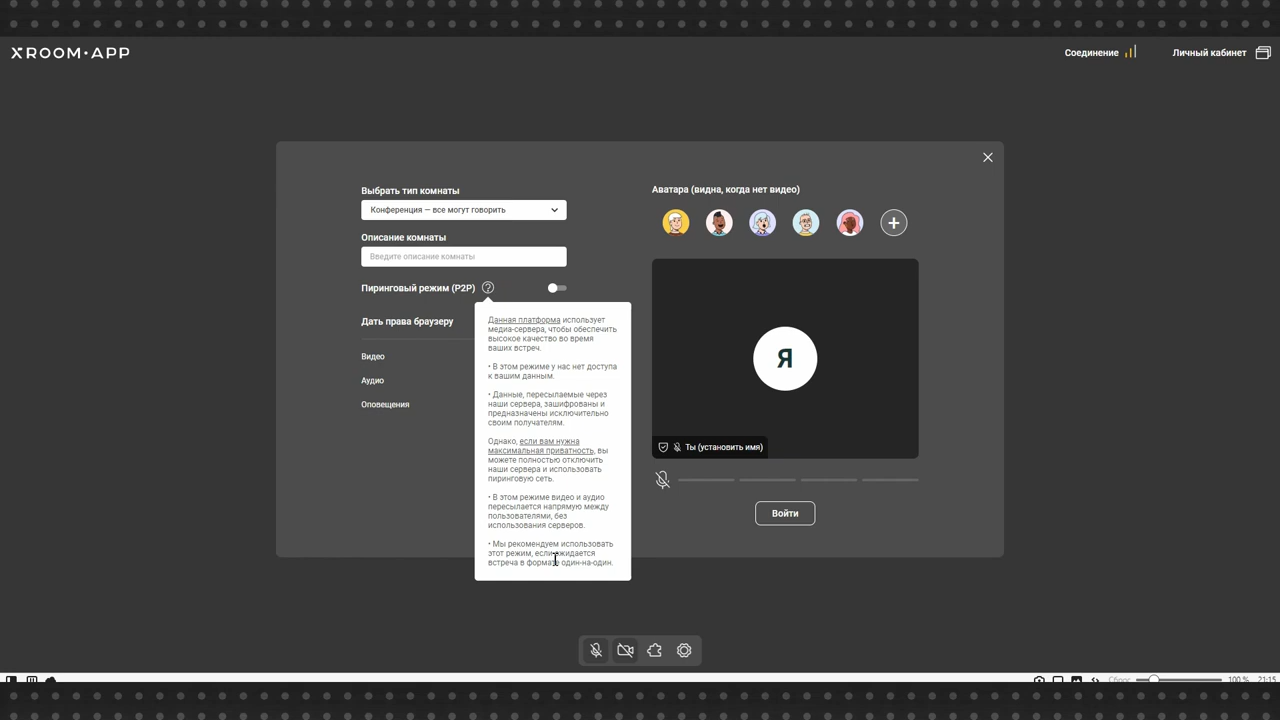 XROOM·APP
Соединение
Личный кабинет
Выбрать тип комнаты
Конференция — все могут говорить
Описание комнаты
Введите описание комнаты
Пиринговый режим (P2P)
?
Дать права браузеру
Видео
Аудио
Оповещения
Данная платформа использует
медиа-сервера, чтобы обеспечить
высокое качество во время
ваших встреч.
• В этом режиме у нас нет доступа
к вашим данным.
• Данные, пересылаемые через
наши сервера, зашифрованы и
предназначены исключительно
своим получателям.
Однако, если вам нужна
максимальная приватность, вы
можете полностью отключить
наши сервера и использовать
пиринговую сеть.
• В этом режиме видео и аудио
пересылается напрямую между
пользователями, без
использования серверов.
• Мы рекомендуем использовать
этот режим, если ожидается
встреча в формате один-на-один.
Аватара (видна, когда нет видео)
Я
Ты (установить имя)
Войти
Сброс
100 %
21:15